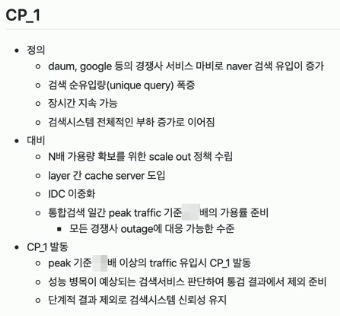 CP_1
정의
daum, google 등의 경쟁사 서비스 마비로 naver 검색 유입이 증가
검색 순유입량(unique query) 폭증
장시간 지속 가능
검색시스템 전체적인 부하 증가로 이어짐
대비
N배 가용량 확보를 위한 scale out 정책 수립
layer 간 cache server 도입
IDC 이중화
통합검색 일간 peak traffic 기준 배의 가용률 준비
모든 경쟁사 outage에 대응 가능한 수준
CP_1 발동
peak 기준 배 이상의 traffic 유입시 CP_1 발동
성능 병목이 예상되는 검색서비스 판단하여 통검 결과에서 제외 준비
단계적 결과 제외로 검색시스템 신뢰성 유지